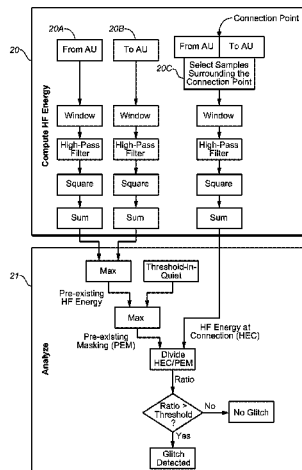 Connection Point
20A
20B
From AU
To AU
From AU
To AU
20
20C
Select Samples
Surrounding the
Connection Point
Compute HF Energy
Window
Window
Window
High-Pass
Filter
High-Pass
Filter
High-Pass
Filter
Square
Square
Square
Sum
Sum
Sum
21
Max
Threshold-In-
Quiet
Pre-existing
HF Energy
Max
Pre-existing
Masking (PEM)
HF Energy at
Connection (HEC)
Divide
HEC/PEM
Analyze
Ratio
Ratio >
Threshold
?
No
No Glitch
Yes
Glitch
Detected